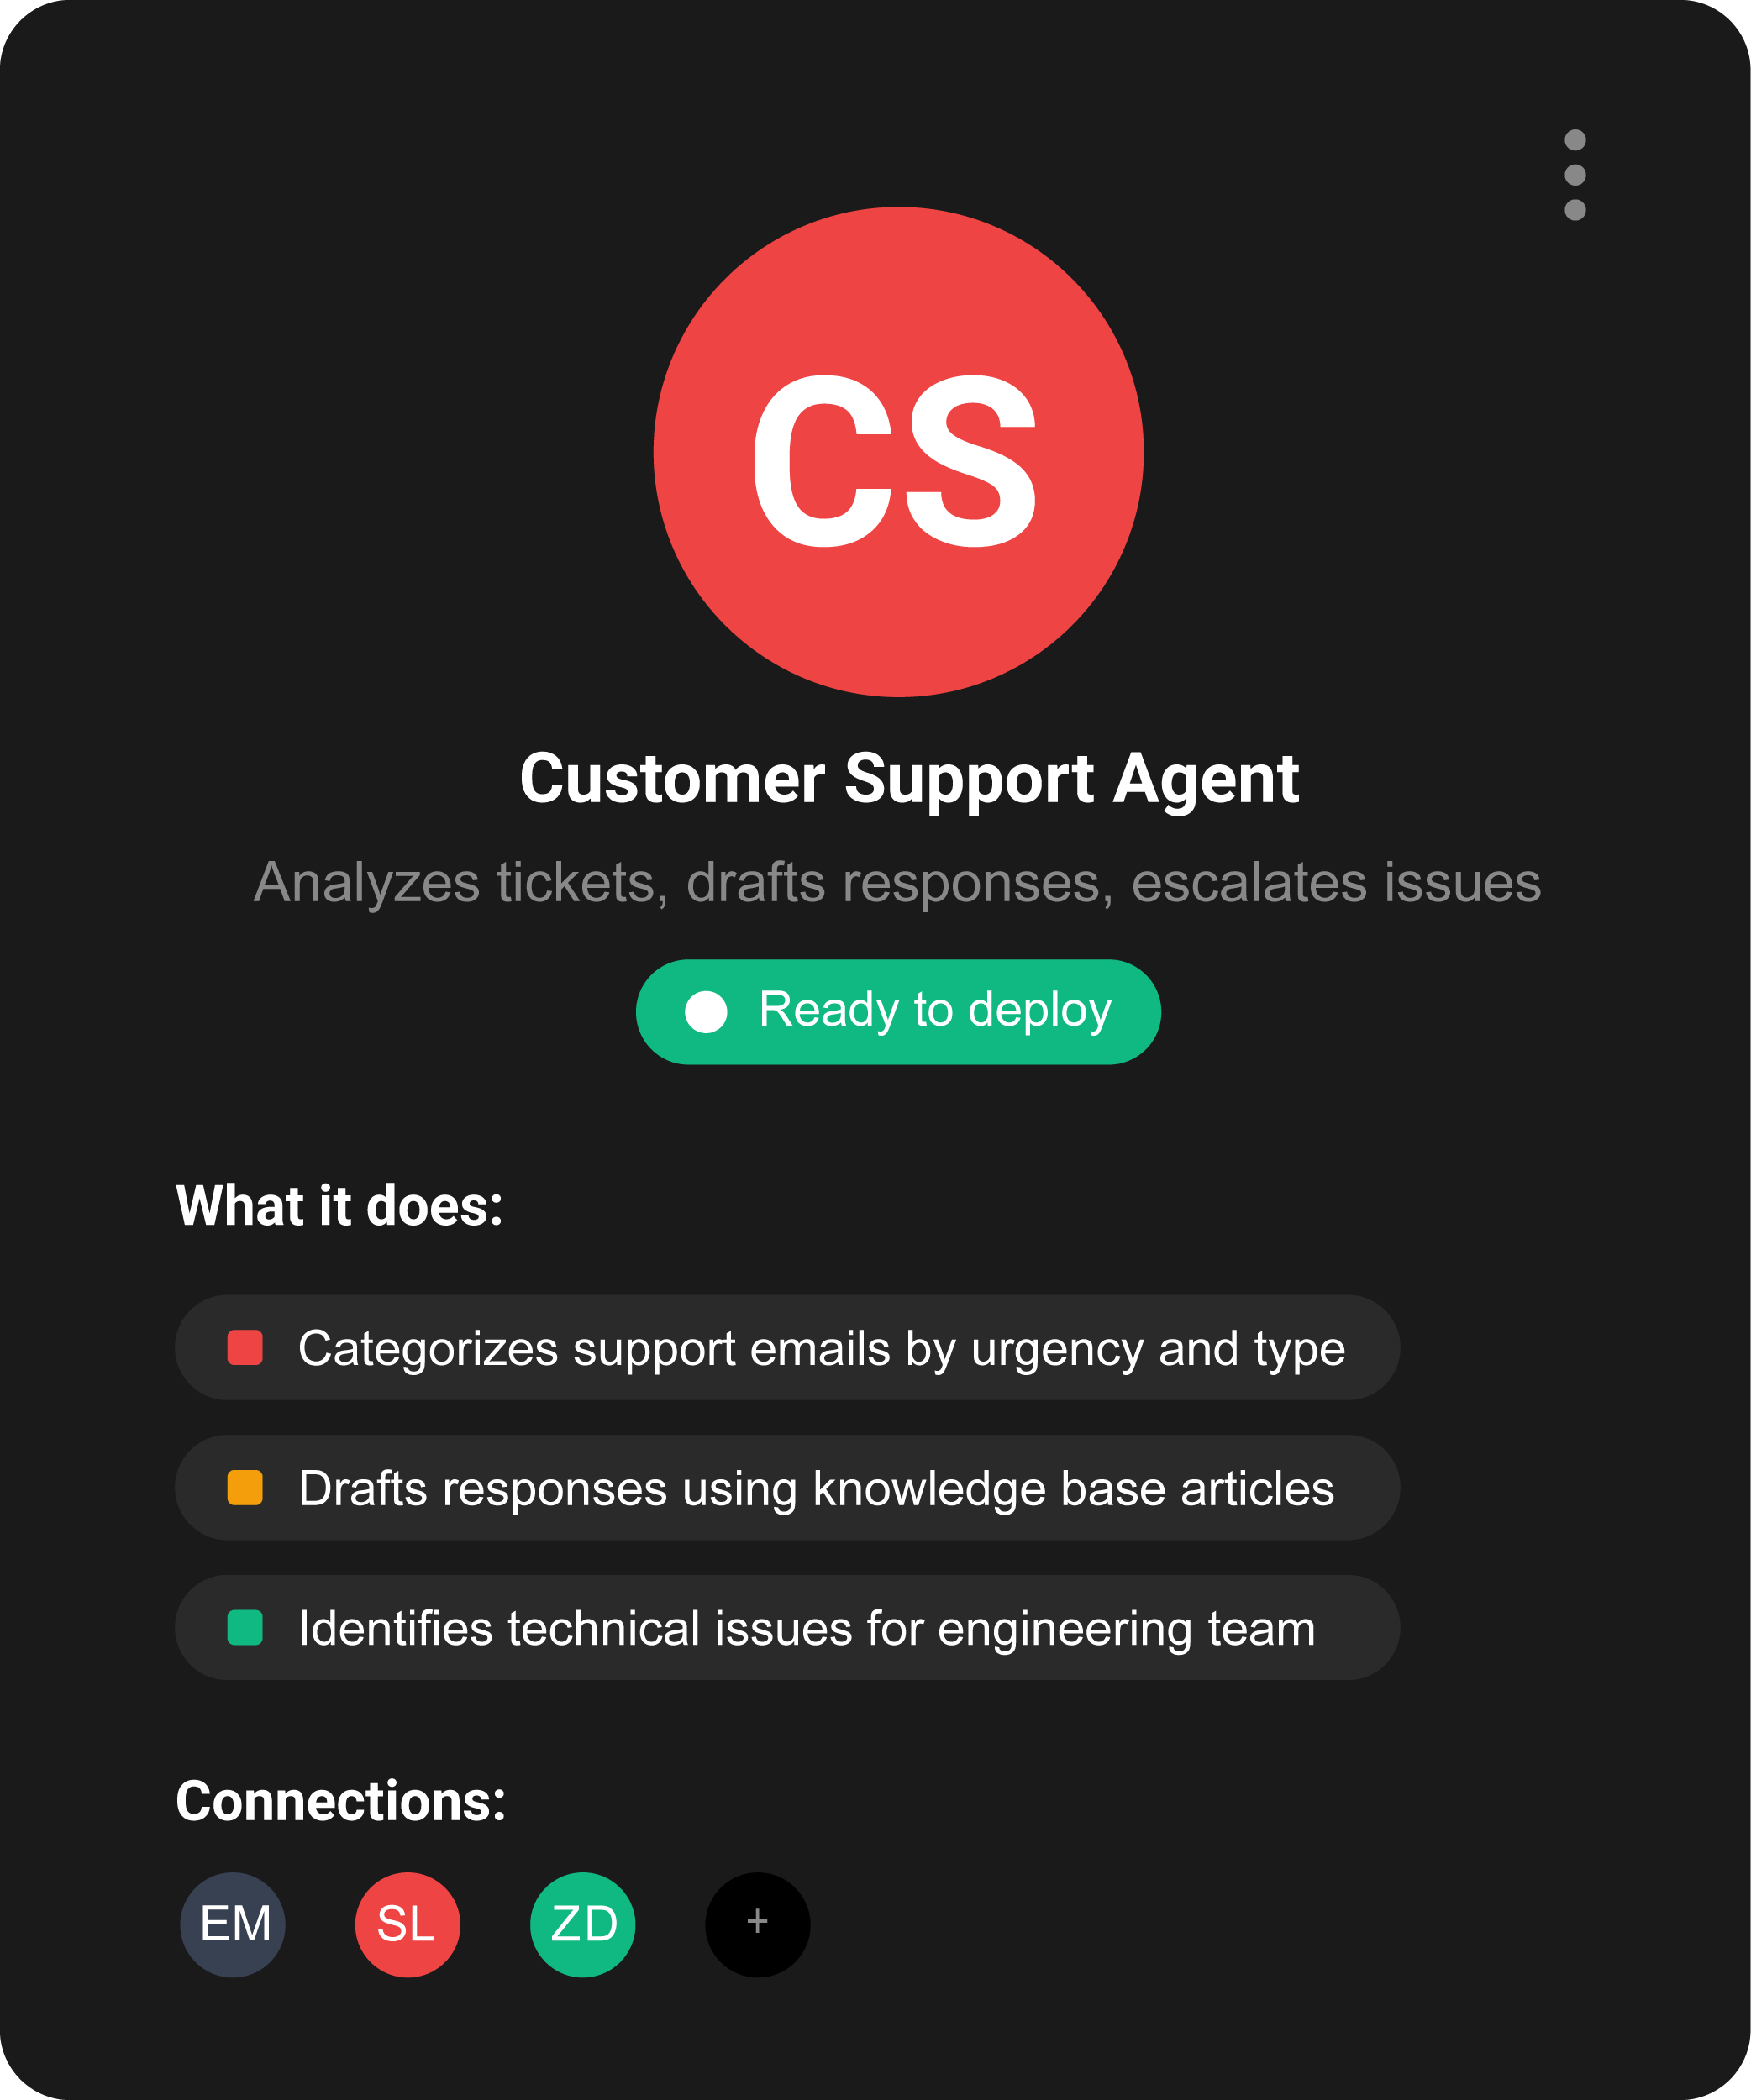 CS
Customer Support Agent
Analyzes tickets, drafts responses, escalates issues
Ready to deploy
What it does:
Categorizes support emails by urgency and type
Drafts responses using knowledge base articles
Identifies technical issues for engineering team
Connections:
EM SL ZD +